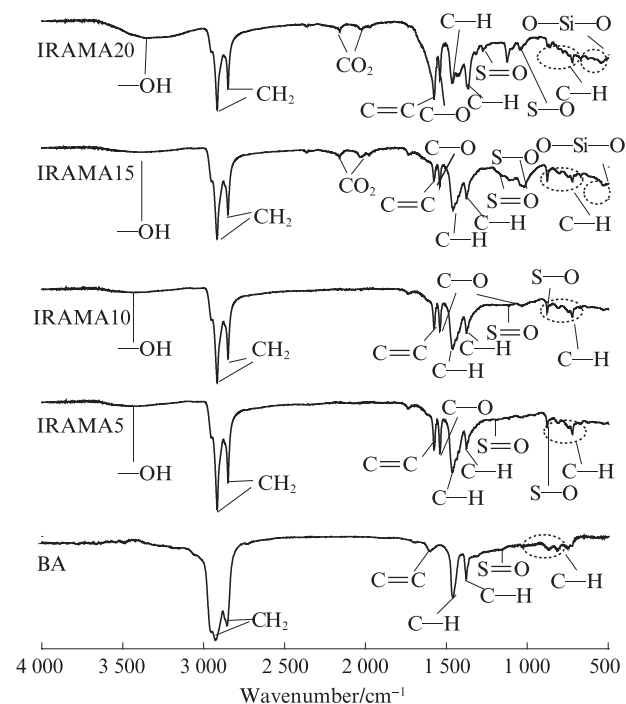 C—H
O—Si—O
IRAMA20
CO₂
S=O
—OH
CH₂
C=C
C—O
C—H
S—O
C—H
C—O
S—O
O—Si—O
IRAMA15
CO₂
C=C
S=O
—OH
CH₂
C—H
C—H
C—H
C—O
S—O
IRAMA10
S=O
—OH
CH₂
C=C
C—H
C—H
C—H
C—O
IRAMA5
S=O
—OH
CH₂
C=C
C—H
C—H
C—H
S—O
BA
C=C
S=O
C—H
C—H
CH₂
C—H
4 000 3 500 3 000 2 500 2 000 1 500 1 000 500
Wavenumber/cm⁻¹